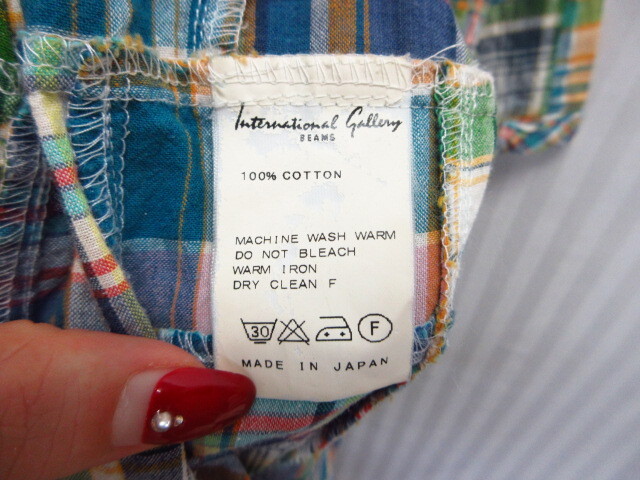 International Gallery
BEAMS
100% COTTON
MACHINE WASH WARM
DO NOT BLEACH
WARM IRON
DRY CLEAN F
30
F
MADE IN JAPAN